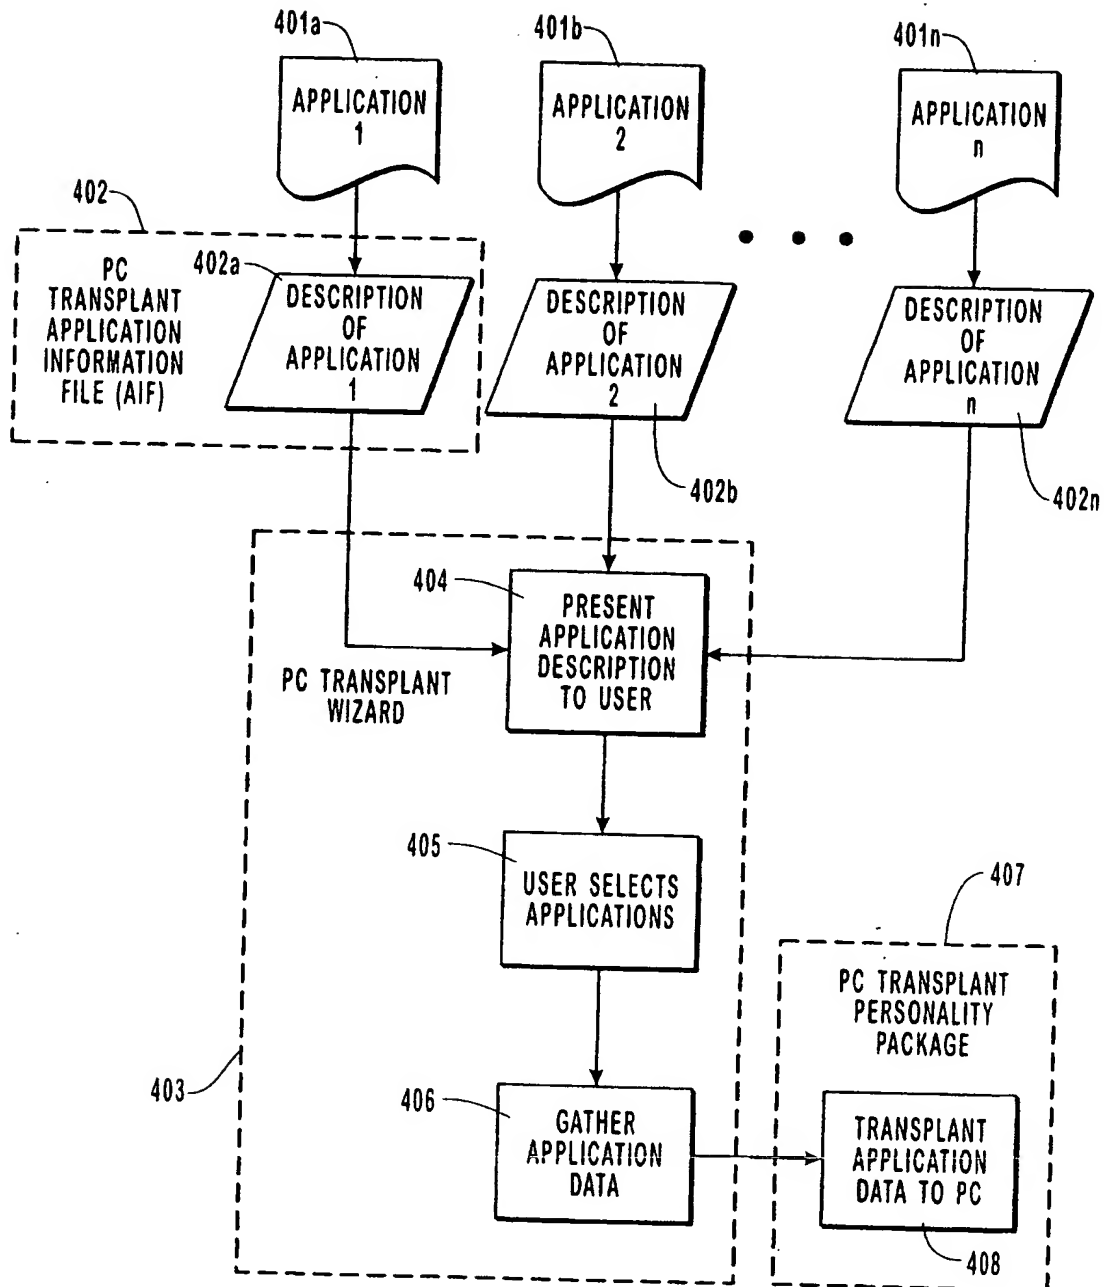 401a
401b
401n
APPLICATION
1
APPLICATION
2
APPLICATION
n
402
PC
TRANSPLANT
APPLICATION
INFORMATION
FILE (AIF)
402a
DESCRIPTION
OF
APPLICATION
1
DESCRIPTION
OF
APPLICATION
2
DESCRIPTION
OF
APPLICATION
n
402b
402n
404
PRESENT
APPLICATION
DESCRIPTION
TO USER
PC TRANSPLANT
WIZARD
405
USER SELECTS
APPLICATIONS
407
PC TRANSPLANT
PERSONALITY
PACKAGE
403
406
GATHER
APPLICATION
DATA
TRANSPLANT
APPLICATION
DATA TO PC
408